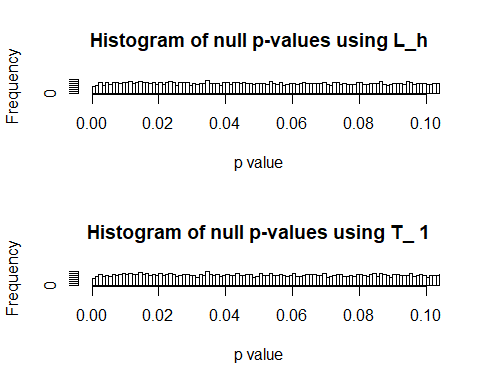 Histogram of null p-values using L_h
Frequency
0
0.00 0.02 0.04 0.06 0.08 0.10
p value
Histogram of null p-values using T_ 1
Frequency
0
0.00 0.02 0.04 0.06 0.08 0.10
p value